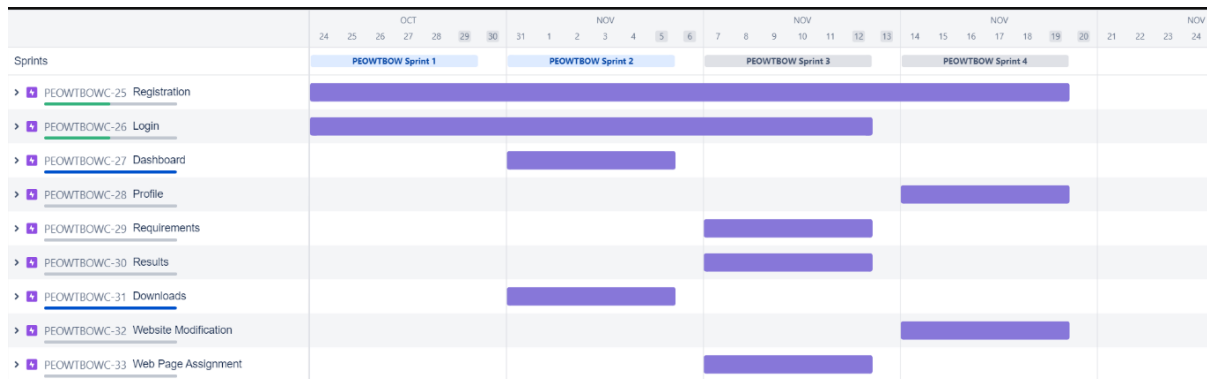 OCT NOV NOV NOV NOV
24 25 26 27 28 29 30 31 1 2 3 4 5 6 7 8 9 10 11 12 13 14 15 16 17 18 19 20 21 22 23 24
Sprints PEOWTBOW Sprint 1 PEOWTBOW Sprint 2 PEOWTBOW Sprint 3 PEOWTBOW Sprint 4
PEOWTBOWC-25 Registration
PEOWTBOWC-26 Login
PEOWTBOWC-27 Dashboard
PEOWTBOWC-28 Profile
PEOWTBOWC-29 Requirements
PEOWTBOWC-30 Results
PEOWTBOWC-31 Downloads
PEOWTBOWC-32 Website Modification
PEOWTBOWC-33 Web Page Assignment